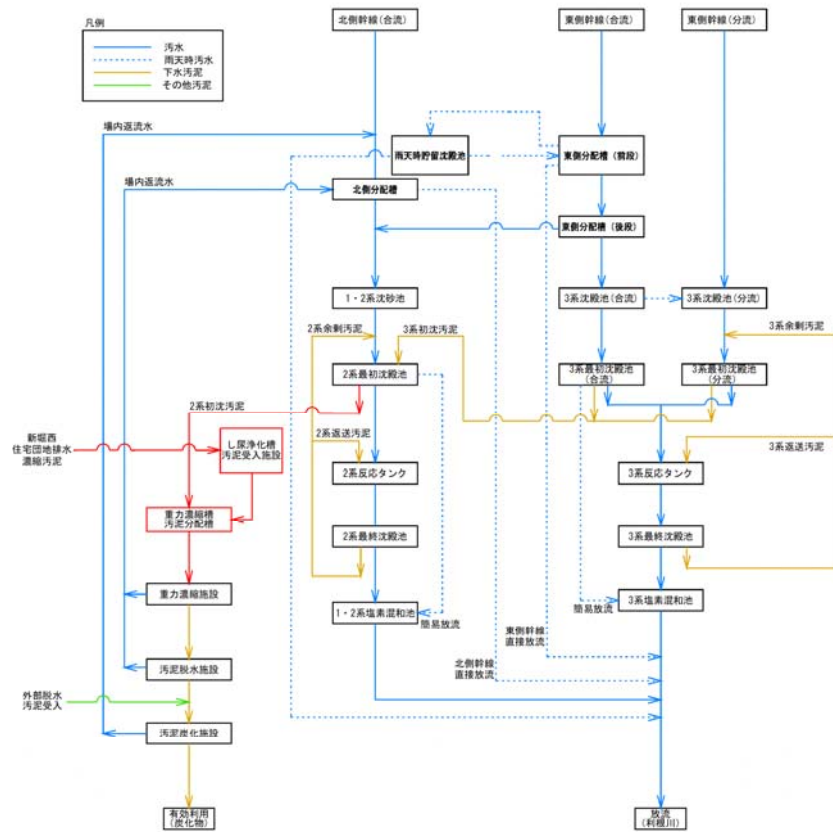 凡例
汚水
雨天時汚水
下水汚泥
その他汚泥
北側幹線(合流)
東側幹線(合流)
東側幹線(分流)
場内返流水
雨天時貯留沈殿池
東側分配槽(前段)
場内返流水
北側分配槽
東側分配槽(後段)
1・2系沈砂池
3系沈殿池(合流)
3系沈殿池(分流)
2系余剰汚泥
3系初沈汚泥
3系余剰汚泥
2系最初沈殿池
3系最初沈殿池
(合流)
3系最初沈殿池
(分流)
2系初沈汚泥
新堀西
住宅団地排水
濃縮汚泥
し尿浄化槽
汚泥受入施設
2系返送汚泥
3系返送汚泥
2系反応タンク
3系反応タンク
重力濃縮槽
汚泥分配槽
2系最終沈殿池
3系最終沈殿池
重力濃縮施設
1・2系塩素混和池
簡易放流
簡易放流
3系塩素混和池
東側幹線
直接放流
北側幹線
直接放流
汚泥脱水施設
外部脱水
汚泥受入
汚泥炭化施設
有効利用
(炭化物)
放流
(利根川)